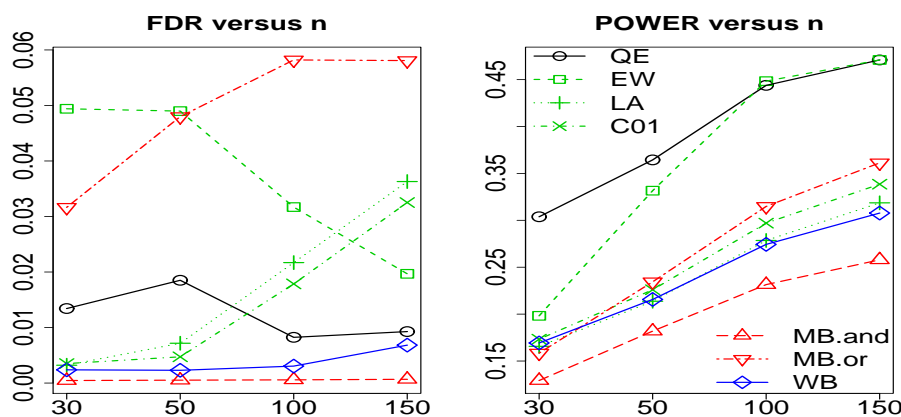 FDR versus n
0.06
0.05
0.04
0.03
0.02
0.01
0.00
30 50 100 150
POWER versus n
0.45
0.35
0.25
0.15
30 50 100 150
QE
EW
LA
C01
MB.and
MB.or
WB